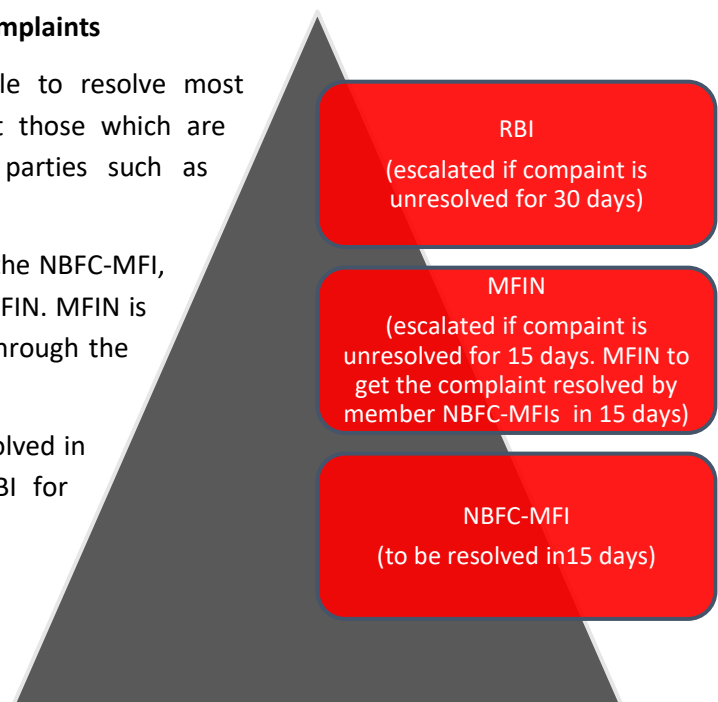 mplaints
le to resolve most
t those which are
parties such as
the NBFC-MFI,
FIN. MFIN is
hrough the
olved in
BI for
RBI
(escalated if compaint is
unresolved for 30 days)
MFIN
(escalated if compaint is
unresolved for 15 days. MFIN to
get the complaint resolved by
member NBFC-MFIs in 15 days)
NBFC-MFI
(to be resolved in15 days)